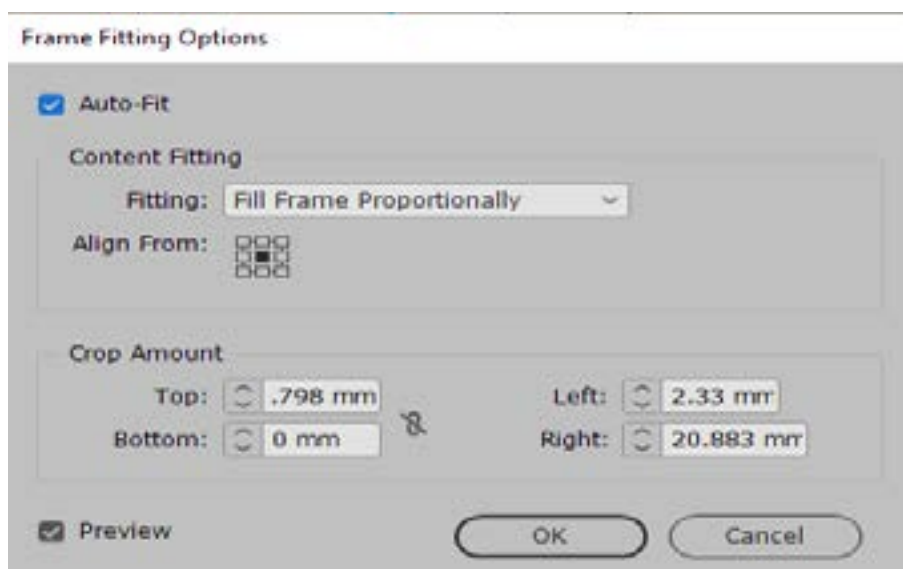 Frame Fitting Options
Auto-Fit
Content Fitting
Fitting: Fill Frame Proportionally
Align From:
Crop Amount
Top: .798 mm Left: 2.33 mm
Bottom: 0 mm Right: 20.883 mm
Preview OK Cancel